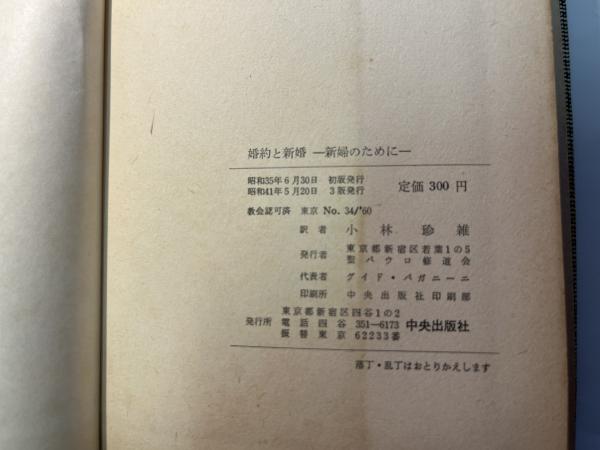 婚約と新婚 ―新婦のために―
昭和35年6月30日 初版発行
昭和41年5月20日 3版発行 定価 300 円
教会認可済 東京 No. 34/'60
訳者 小林珍雄
発行者 東京都新宿区若葉1の5
聖パウロ修道会
代表者 グイド・パガニーニ
印刷所 中央出版社印刷部
東京都新宿区四谷1の2
発行所 電話 四谷 351―6173 中央出版社
振替東京 62233番
落丁・乱丁はおとりかえします